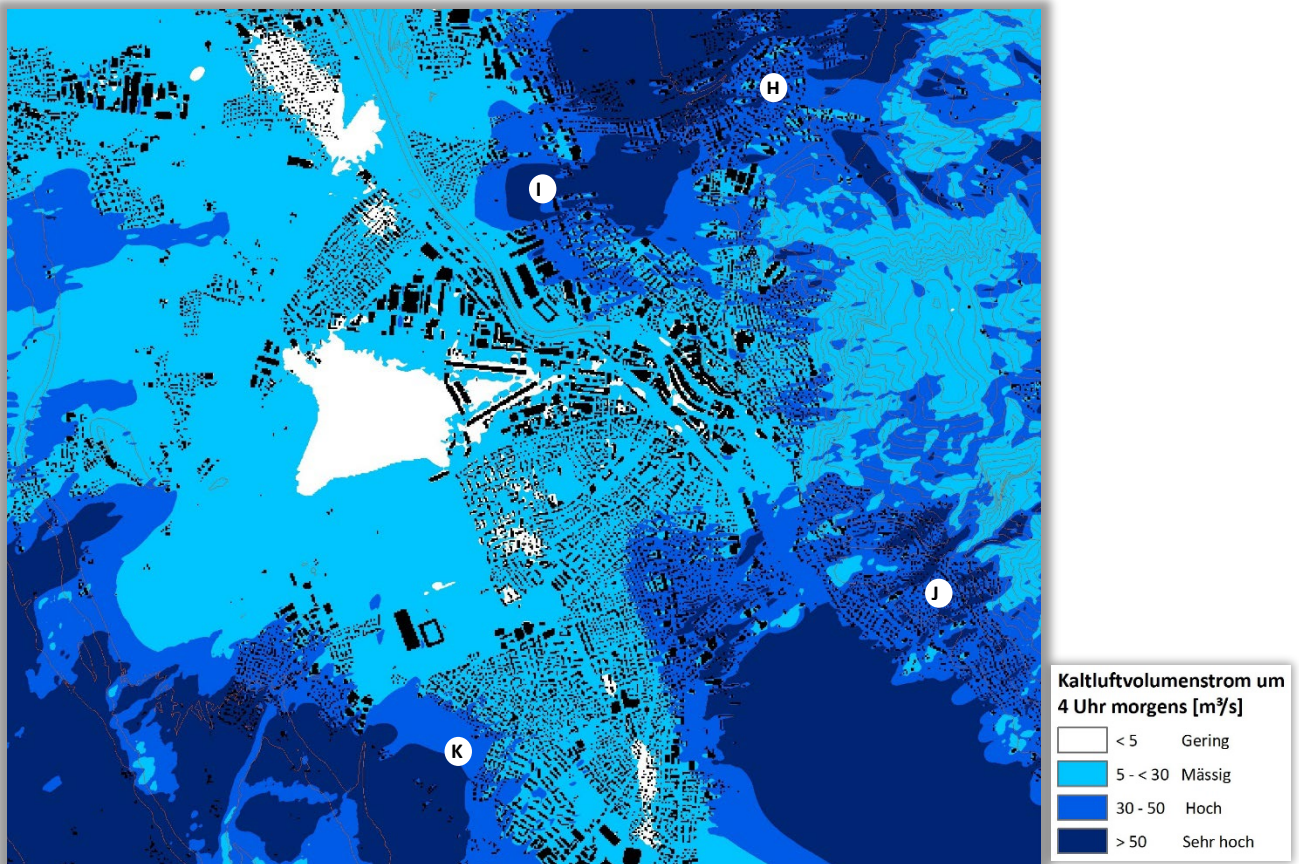 H
I
J
K
Kaltluftvolumenstrom um
4 Uhr morgens [m³/s]
< 5 Gering
5 - < 30 Mässig
30 - 50 Hoch
> 50 Sehr hoch